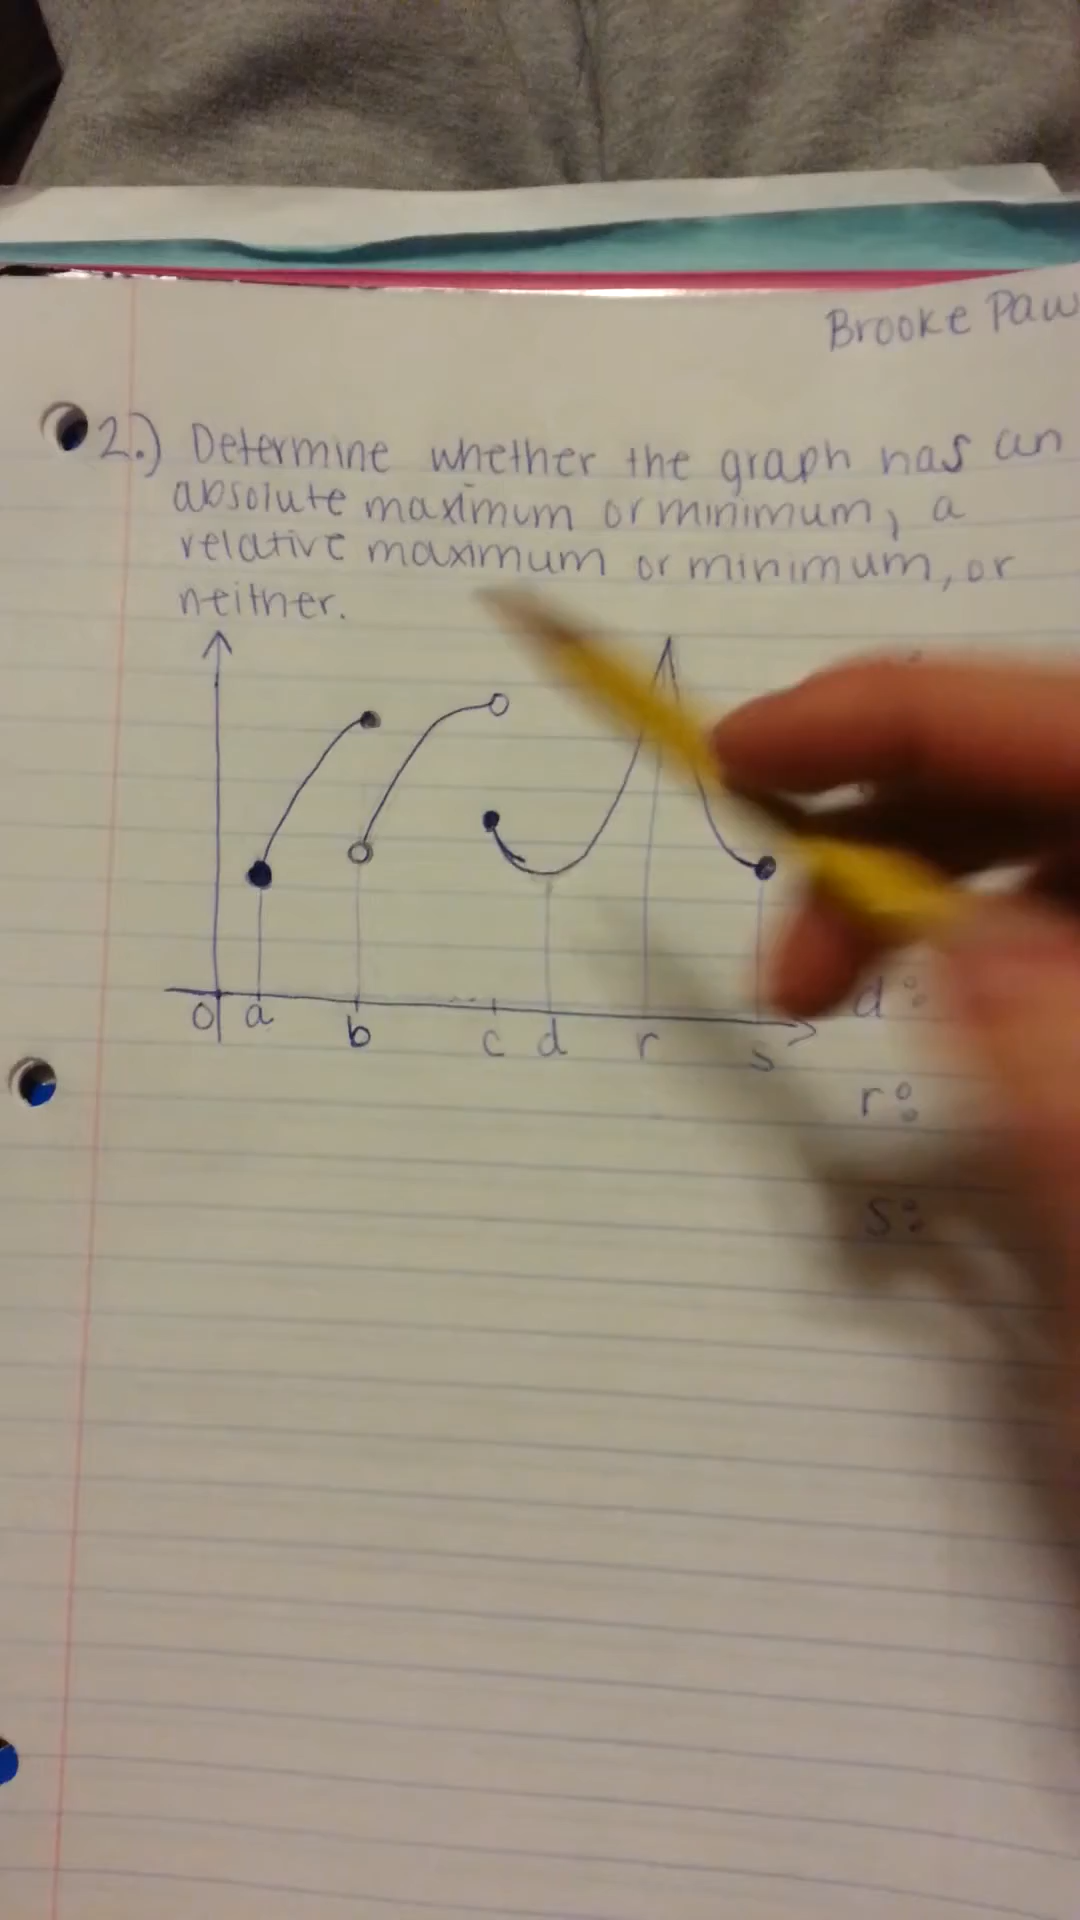 Brooke Paw
2.) Determine whether the graph has an
absolute maximum or minimum, a
relative maximum or minimum, or
neither.
0 a b c d r s
d:
r:
s: